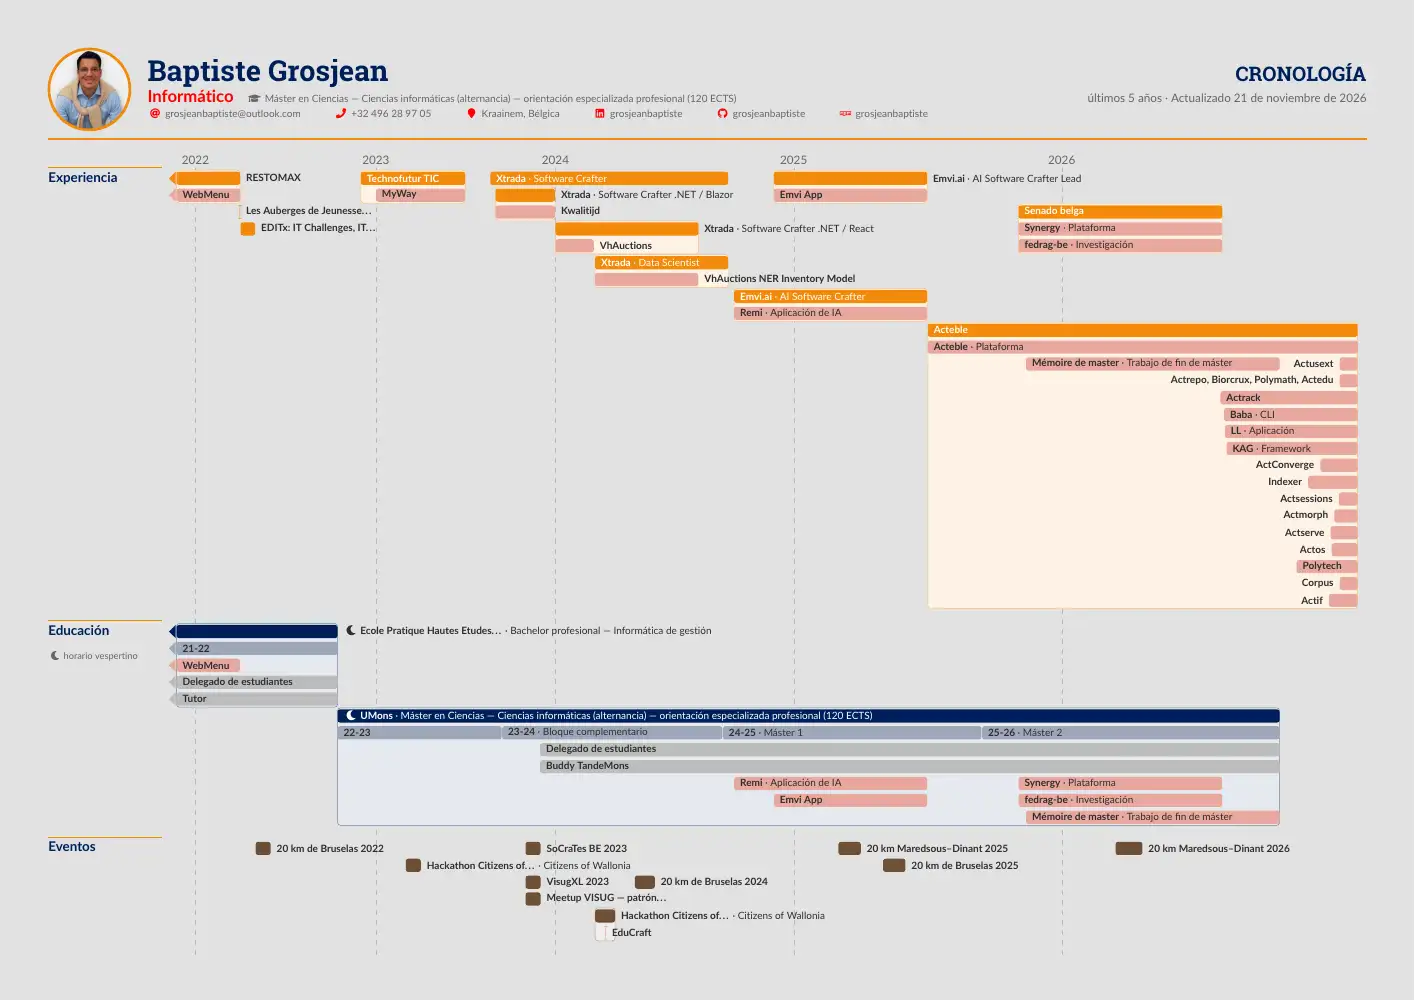 Baptiste Grosjean
CRONOLOGÍA
Informático Máster en Ciencias — Ciencias informáticas (alternancia) — orientación especializada profesional (120 ECTS)
últimos 5 años · Actualizado 21 de noviembre de 2026
grosjeanbaptiste@outlook.com +32 496 28 97 05 Kraainem, Bélgica grosjeanbaptiste grosjeanbaptiste grosjeanbaptiste
2022 2023 2024 2025 2026
Experiencia
RESTOMAX Technofutur TIC Xtrada · Software Crafter Emvi.ai · AI Software Crafter Lead
WebMenu MyWay Xtrada · Software Crafter .NET / Blazor Emvi App
Les Auberges de Jeunesse... Kwalitijd Senado belga
EDITx: IT Challenges, IT... Xtrada · Software Crafter .NET / React Synergy · Plataforma
VhAuctions fedrag-be · Investigación
Xtrada · Data Scientist
VhAuctions NER Inventory Model
Emvi.ai · AI Software Crafter
Remi · Aplicación de IA
Acteble
Acteble · Plataforma
Mémoire de master · Trabajo de fin de máster Actusext
Actrepo, Biorcrux, Polymath, Actedu
Actrack
Baba · CLI
LL · Aplicación
KAG · Framework
ActConverge
Indexer
Actsessions
Actmorph
Actserve
Actos
Polytech
Corpus
Actif
Educación
Ecole Pratique Hautes Etudes... · Bachelor profesional — Informática de gestión
21-22
horario vespertino
WebMenu
Delegado de estudiantes
Tutor
UMons · Máster en Ciencias — Ciencias informáticas (alternancia) — orientación especializada profesional (120 ECTS)
22-23 23-24 · Bloque complementario 24-25 · Máster 1 25-26 · Máster 2
Delegado de estudiantes
Buddy TandeMons
Remi · Aplicación de IA Synergy · Plataforma
Emvi App fedrag-be · Investigación
Mémoire de master · Trabajo de fin de máster
Eventos
20 km de Bruselas 2022 SoCraTes BE 2023 20 km Maredsous–Dinant 2025 20 km Maredsous–Dinant 2026
Hackathon Citizens of... · Citizens of Wallonia 20 km de Bruselas 2025
VisugXL 2023 20 km de Bruselas 2024
Meetup VISUG — patrón...
Hackathon Citizens of... · Citizens of Wallonia
EduCraft